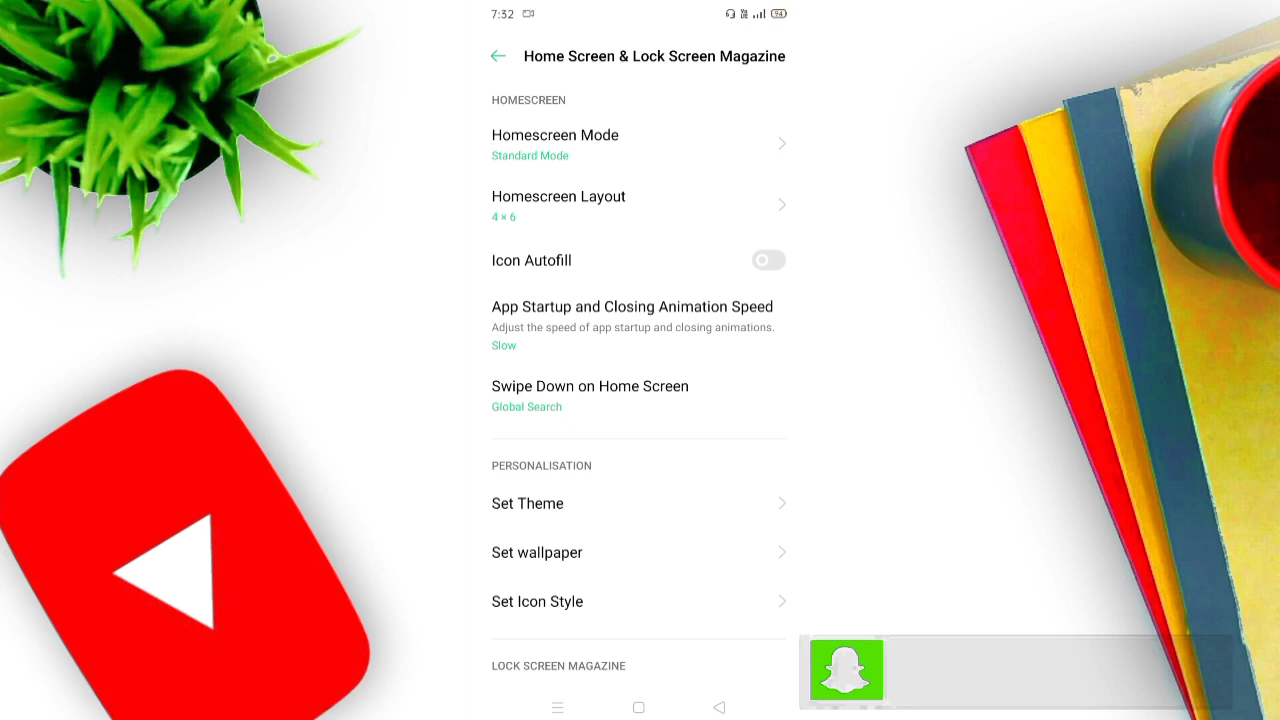 7:32
94
Home Screen & Lock Screen Magazine
HOMESCREEN
Homescreen Mode
Standard Mode
Homescreen Layout
4 × 6
Icon Autofill
App Startup and Closing Animation Speed
Adjust the speed of app startup and closing animations.
Slow
Swipe Down on Home Screen
Global Search
PERSONALISATION
Set Theme
Set wallpaper
Set Icon Style
LOCK SCREEN MAGAZINE